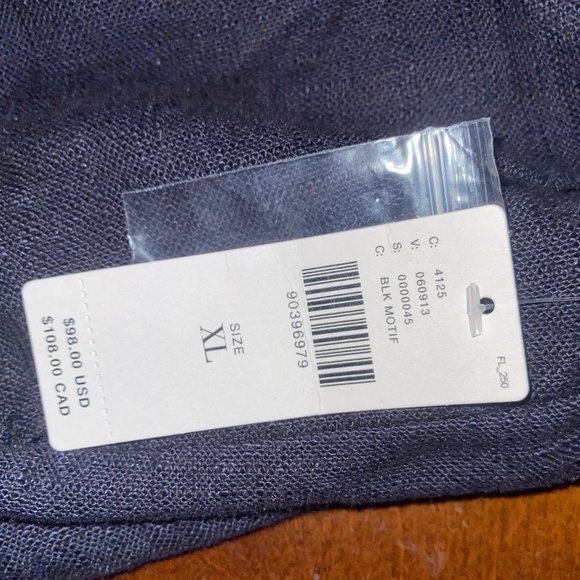 FL_250
C: 4125
V: 060913
S: 0000045
C: BLK MOTIF
90396979
SIZE
XL
$98.00 USD
$108.00 CAD